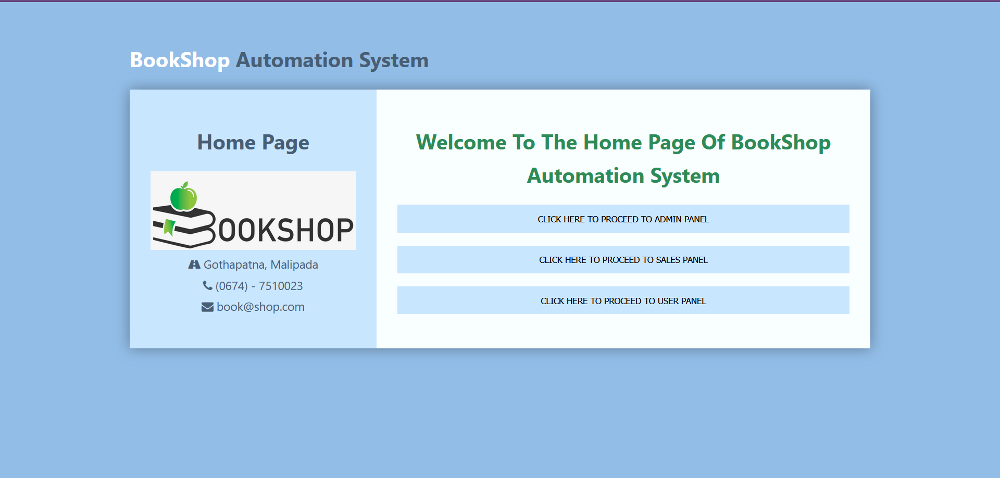 BookShop Automation System
Home Page
BOOKSHOP
Gothapatna, Malipada
(0674) - 7510023
book@shop.com
Welcome To The Home Page Of BookShop
Automation System
CLICK HERE TO PROCEED TO ADMIN PANEL
CLICK HERE TO PROCEED TO SALES PANEL
CLICK HERE TO PROCEED TO USER PANEL